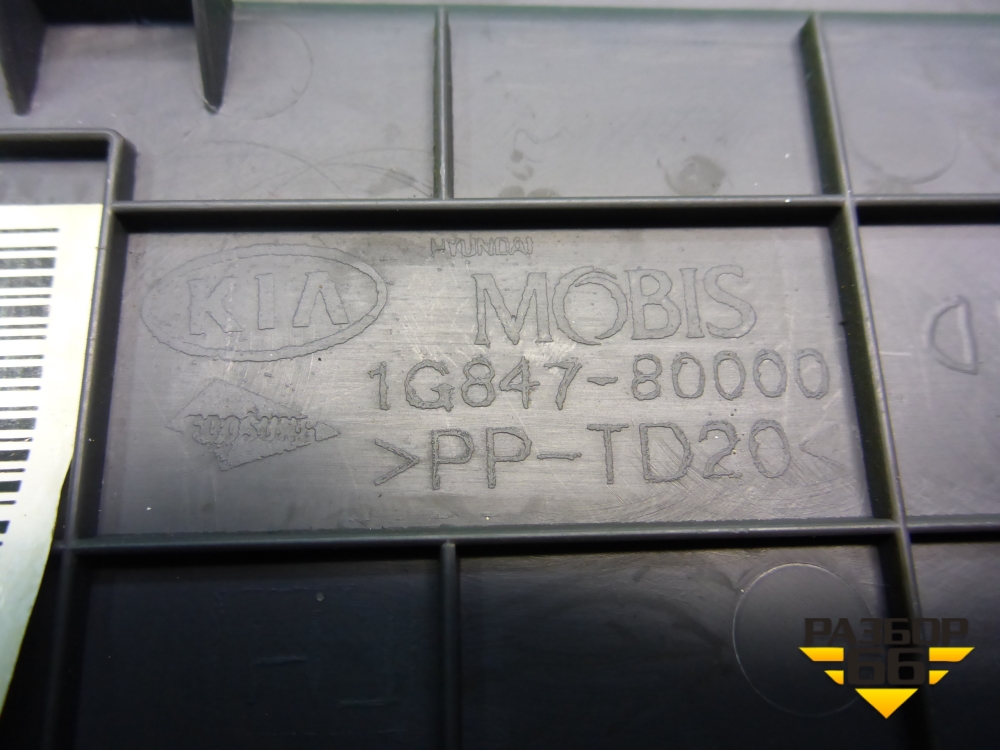 HYUNDAI
KIA MOBIS
1G847-80000
>PP-TD20<
РАЗБОР
66